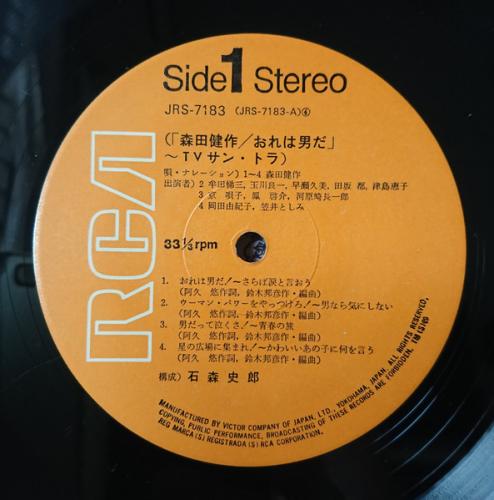 Side 1 Stereo
JRS-7183 (JRS-7183-A)⑥
(「森田健作/おれは男だ」
〜TVサン・トラ)
唄・ナレーション) 1〜4 森田健作
出演者) 2 牟田悌三, 玉川良一, 早瀬久美, 田坂 都, 津島恵子
3 京 唄子, 鳳 啓介, 河原崎長一郎
4 岡田由紀子, 笠井としみ
33⅓rpm
RCA
1. おれは男だ!〜さらば涙と言おう
(阿久 悠作詞, 鈴木邦彦作・編曲)
2. ウーマン・パワーをやっつけろ!〜男なら気にしない
(阿久 悠作詞, 鈴木邦彦作・編曲)
3. 男だって泣くさ!〜青春の旅
(阿久 悠作詞, 鈴木邦彦作・編曲)
4. 星の広場に集まれ!〜かわいいあの子に何を言う
(阿久 悠作詞, 鈴木邦彦作・編曲)
構成) 石森史郎
MANUFACTURED BY VICTOR COMPANY OF JAPAN, LTD., YOKOHAMA, JAPAN. ALL RIGHTS RESERVED,
COPYING, PUBLIC PERFORMANCE, BROADCASTING OF THESE RECORDS ARE FORBIDDEN.
REG MARCA(S) REGISTRADA(S) RCA CORPORATION.